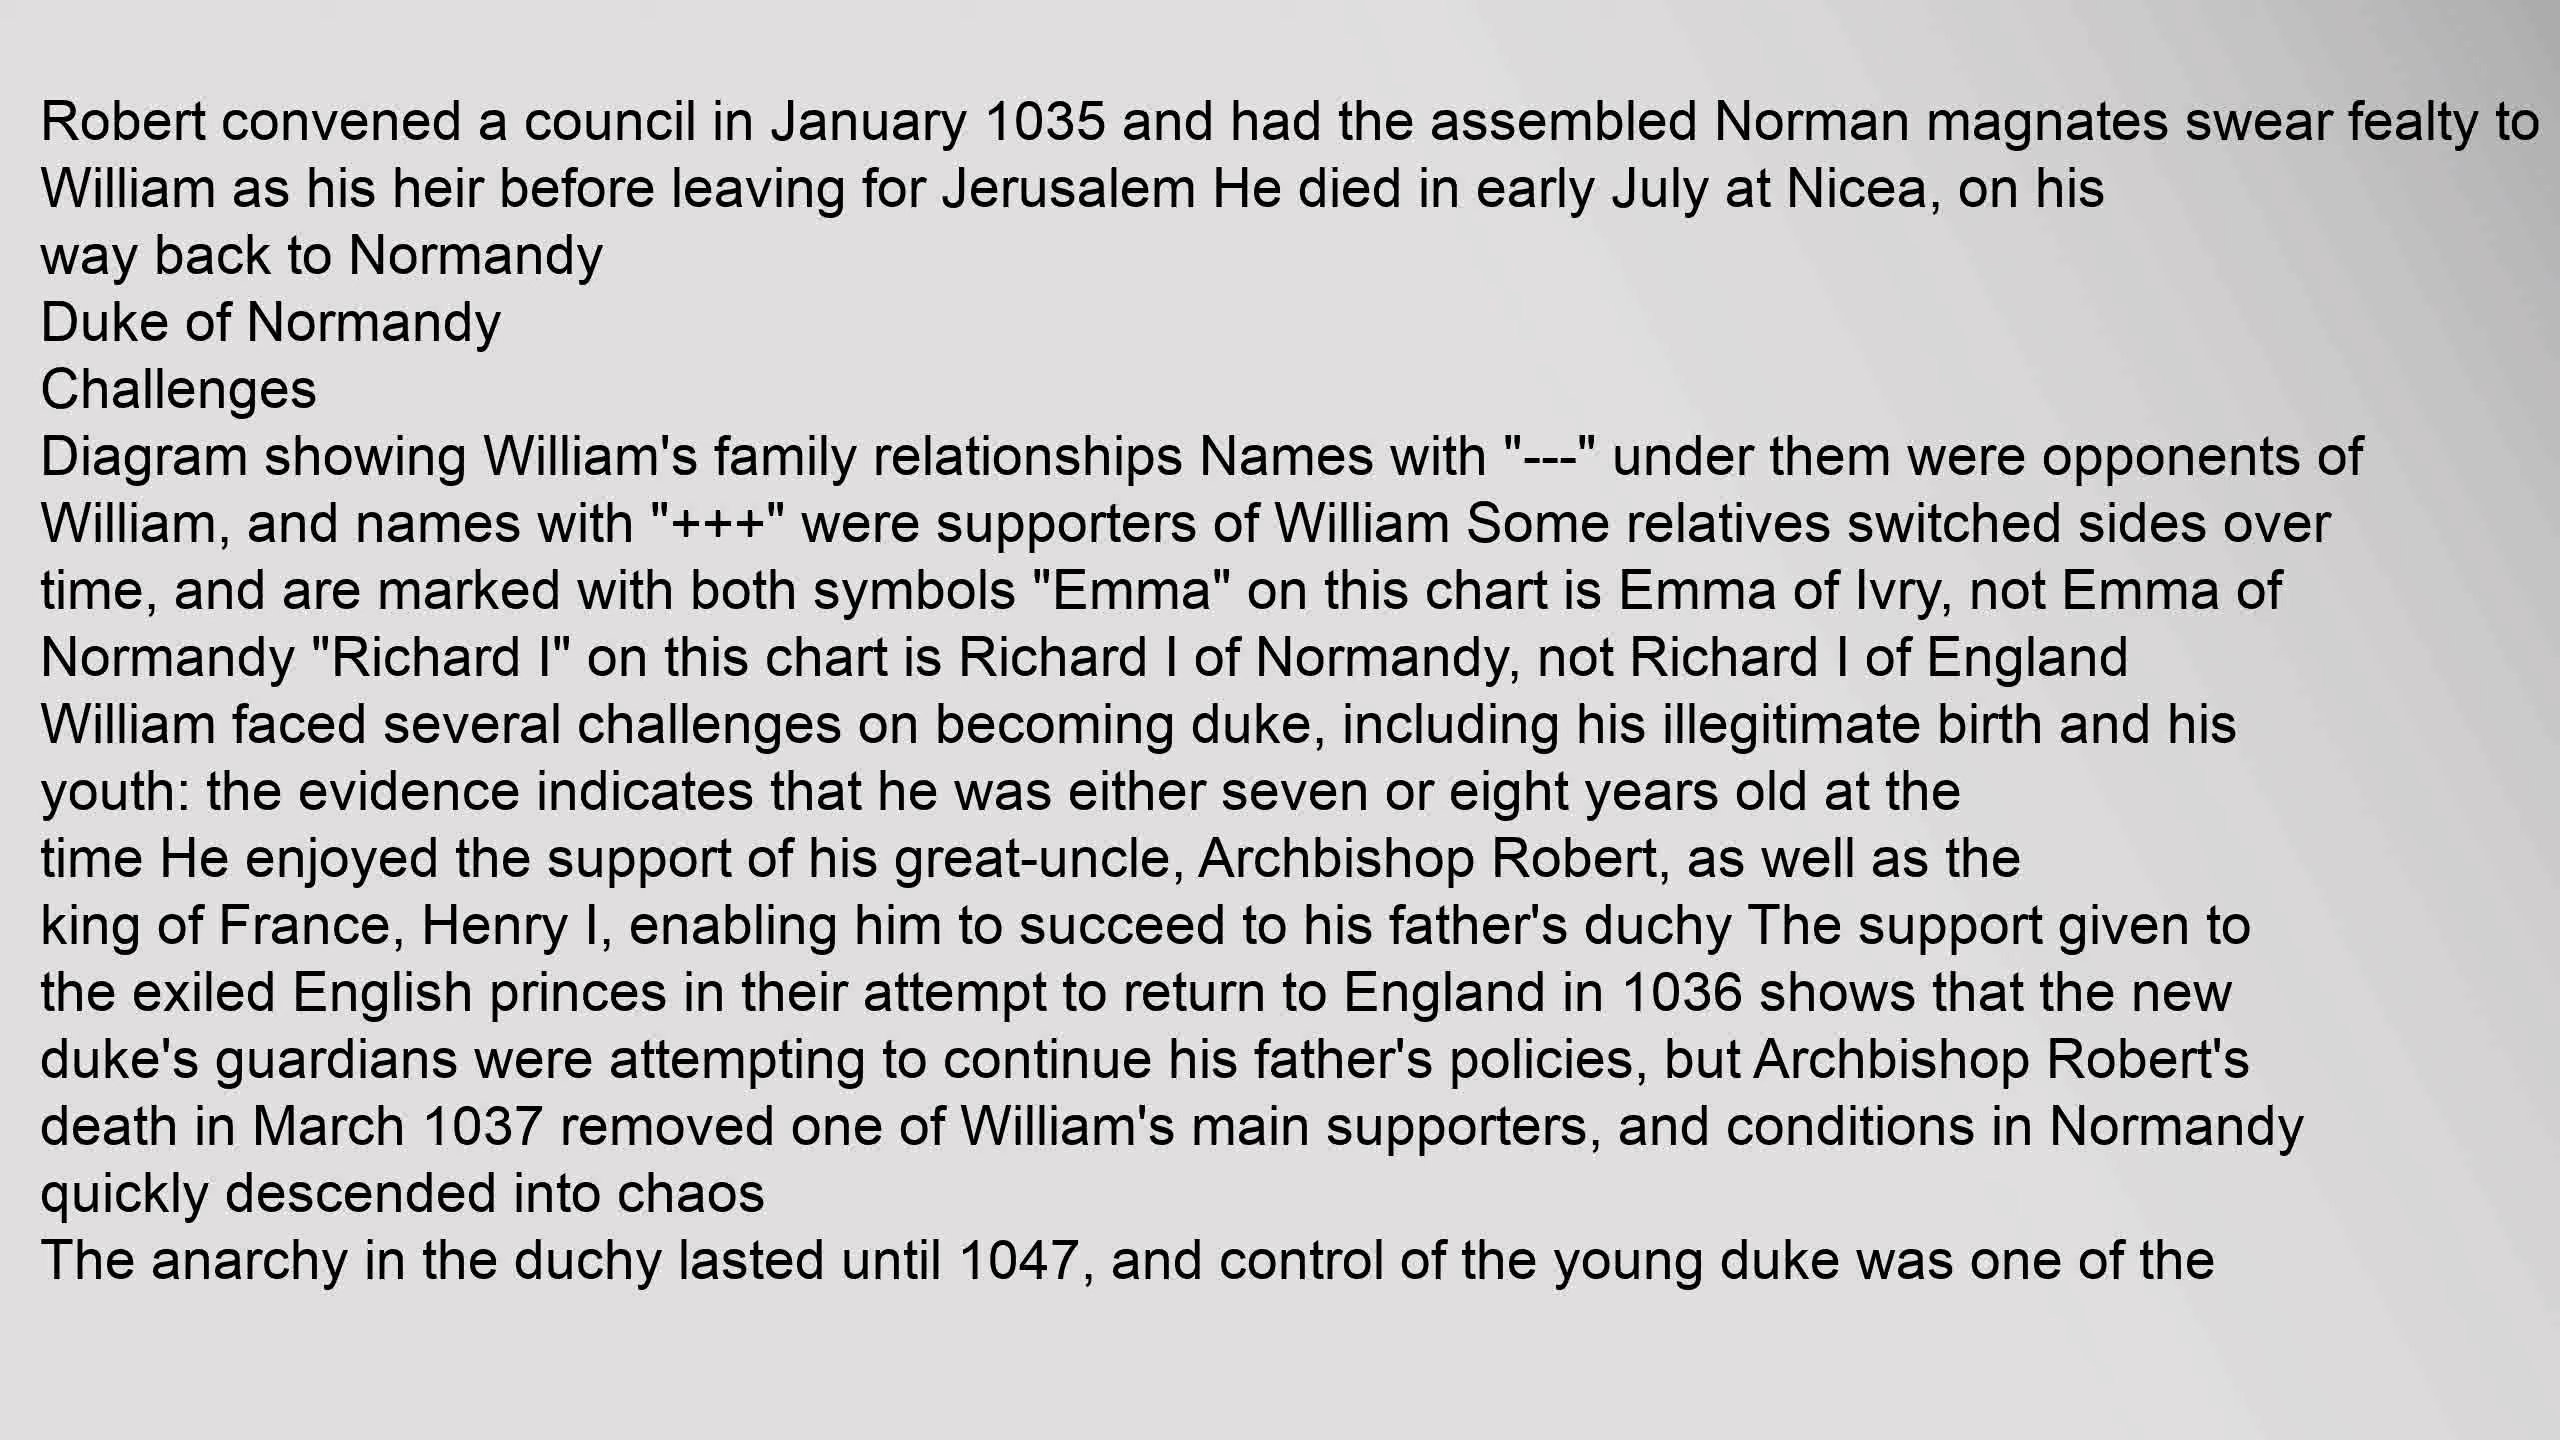 Robert convened a council in January 1035 and had the assembled Norman magnates swear fealty to
William as his heir before leaving for Jerusalem He died in early July at Nicea, on his
way back to Normandy
Duke of Normandy
Challenges
Diagram showing William's family relationships Names with "---" under them were opponents of
William, and names with "+++" were supporters of William Some relatives switched sides over
time, and are marked with both symbols "Emma" on this chart is Emma of Ivry, not Emma of
Normandy "Richard I" on this chart is Richard I of Normandy, not Richard I of England
William faced several challenges on becoming duke, including his illegitimate birth and his
youth: the evidence indicates that he was either seven or eight years old at the
time He enjoyed the support of his great-uncle, Archbishop Robert, as well as the
king of France, Henry I, enabling him to succeed to his father's duchy The support given to
the exiled English princes in their attempt to return to England in 1036 shows that the new
duke's guardians were attempting to continue his father's policies, but Archbishop Robert's
death in March 1037 removed one of William's main supporters, and conditions in Normandy
quickly descended into chaos
The anarchy in the duchy lasted until 1047, and control of the young duke was one of the